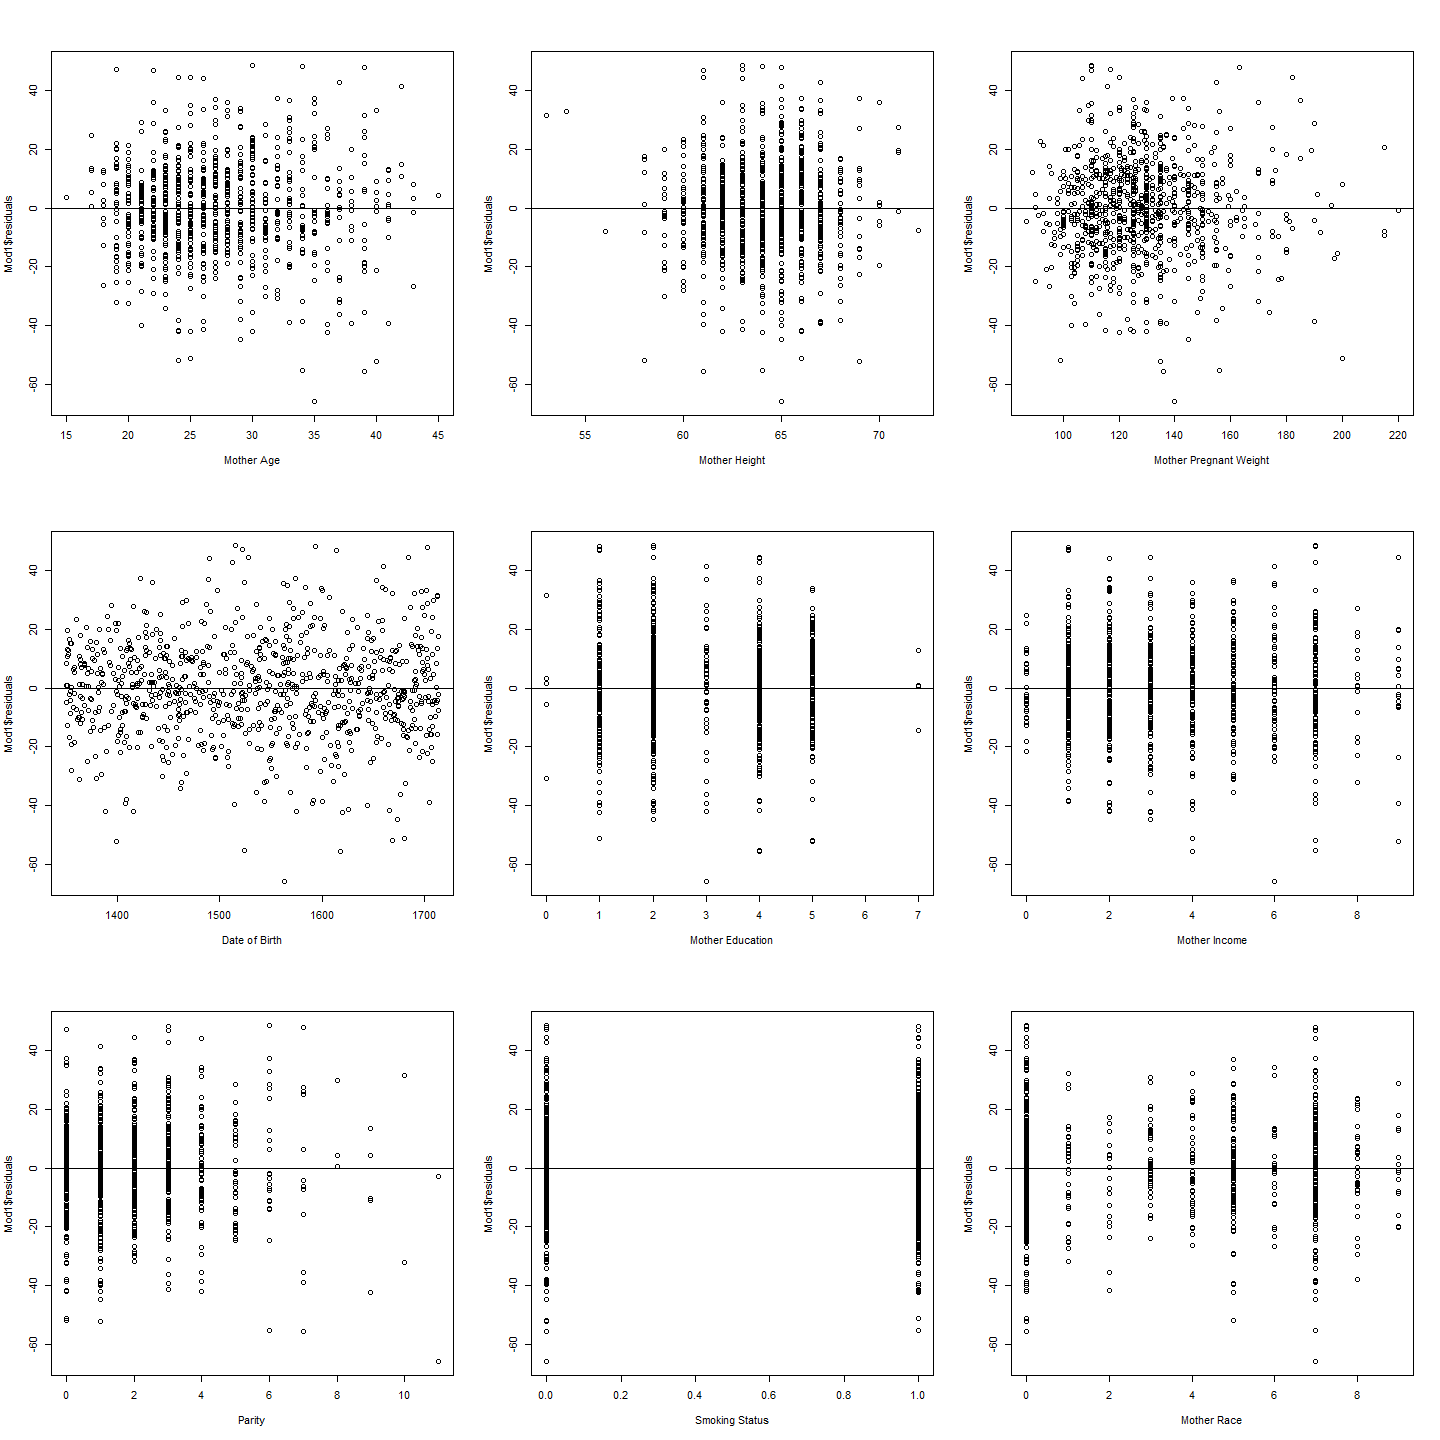 Mod1$residuals
-60 -40 -20 0 20 40
15 20 25 30 35 40 45
Mother Age
Mod1$residuals
-60 -40 -20 0 20 40
55 60 65 70
Mother Height
Mod1$residuals
-60 -40 -20 0 20 40
100 120 140 160 180 200 220
Mother Pregnant Weight
Mod1$residuals
-60 -40 -20 0 20 40
1400 1500 1600 1700
Date of Birth
Mod1$residuals
-60 -40 -20 0 20 40
0 1 2 3 4 5 6 7
Mother Education
Mod1$residuals
-60 -40 -20 0 20 40
0 2 4 6 8
Mother Income
Mod1$residuals
-60 -40 -20 0 20 40
0 2 4 6 8 10
Parity
Mod1$residuals
-60 -40 -20 0 20 40
0.0 0.2 0.4 0.6 0.8 1.0
Smoking Status
Mod1$residuals
-60 -40 -20 0 20 40
0 2 4 6 8
Mother Race